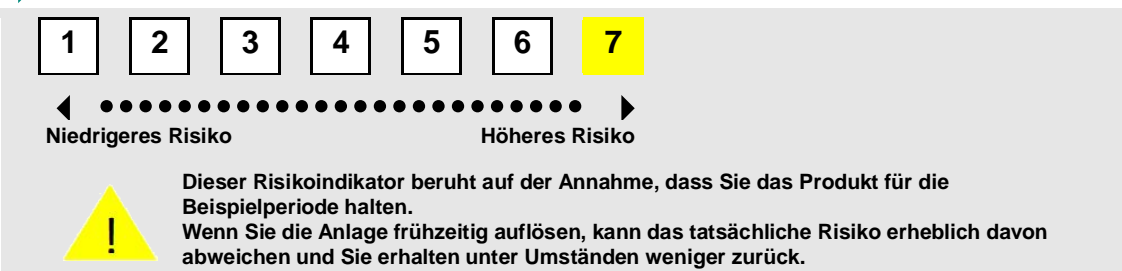 1 2 3 4 5 6 7
Niedrigeres Risiko Höheres Risiko
!
Dieser Risikoindikator beruht auf der Annahme, dass Sie das Produkt für die
Beispielperiode halten.
Wenn Sie die Anlage frühzeitig auflösen, kann das tatsächliche Risiko erheblich davon
abweichen und Sie erhalten unter Umständen weniger zurück.